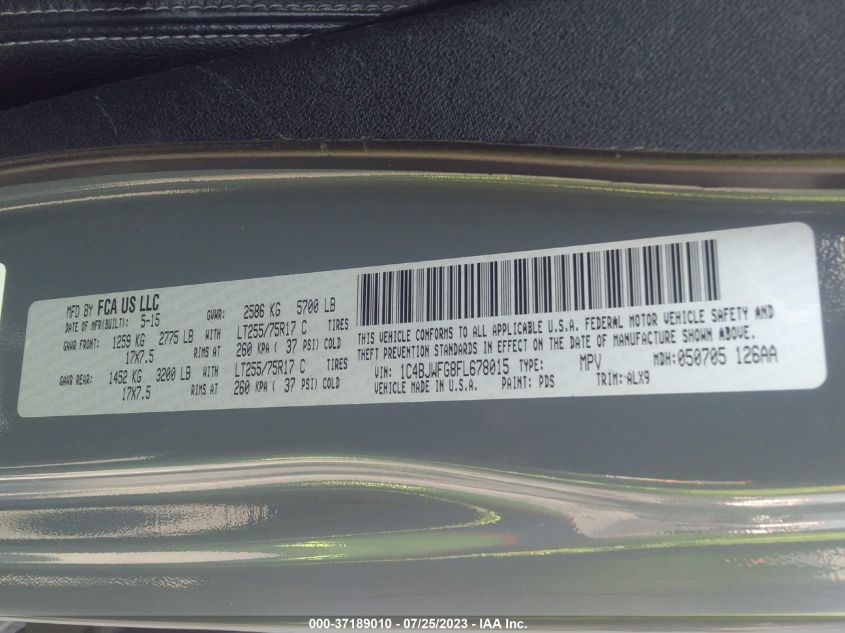 MFD BY FCA US LLC
DATE OF MFR(BUILT): 5-15 GVWR: 2586 KG 5700 LB
GAWR FRONT: 1259 KG 2775 LB WITH LT255/75R17 C TIRES
17X7.5 RIMS AT 260 KPA ( 37 PSI) COLD
GAWR REAR: 1452 KG 3200 LB WITH LT255/75R17 C TIRES
17X7.5 RIMS AT 260 KPA ( 37 PSI) COLD
THIS VEHICLE CONFORMS TO ALL APPLICABLE U.S.A. FEDERAL MOTOR VEHICLE SAFETY AND
THEFT PREVENTION STANDARDS IN EFFECT ON THE DATE OF MANUFACTURE SHOWN ABOVE.
VIN: 1C4BJWFG8FL678015 TYPE: MPV MDH:050705 126AA
MADE IN U.S.A. PAINT: PDS TRIM: ALX9
000-37189010 - 07/25/2023 - IAA Inc.